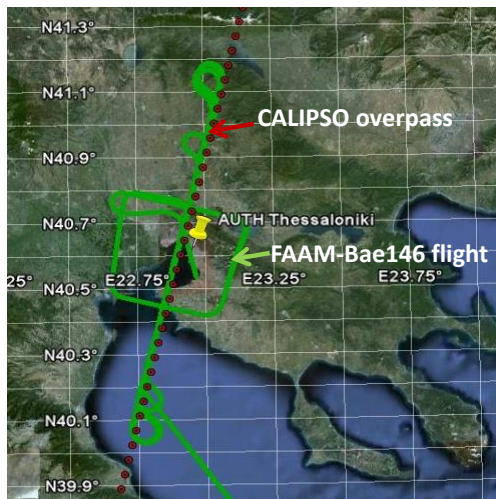 N41.3°
N41.1°
CALIPSO overpass
N40.9°
N40.7°
AUTH Thessaloniki
FAAM-Bae146 flight
25°
E22.75°
E23.25°
E23.75°
N40.5°
N40.3°
N40.1°
N39.9°